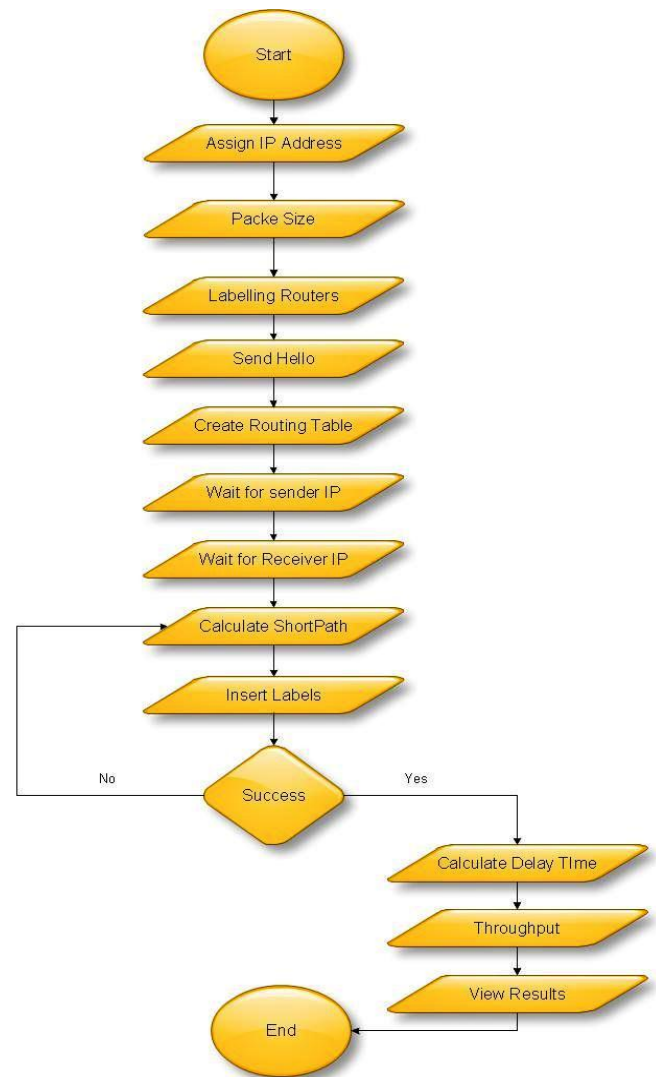 Start
Assign IP Address
Packe Size
Labelling Routers
Send Hello
Create Routing Table
Wait for sender IP
Wait for Receiver IP
Calculate ShortPath
Insert Labels
No
Success
Yes
Calculate Delay TIme
Throughput
View Results
End